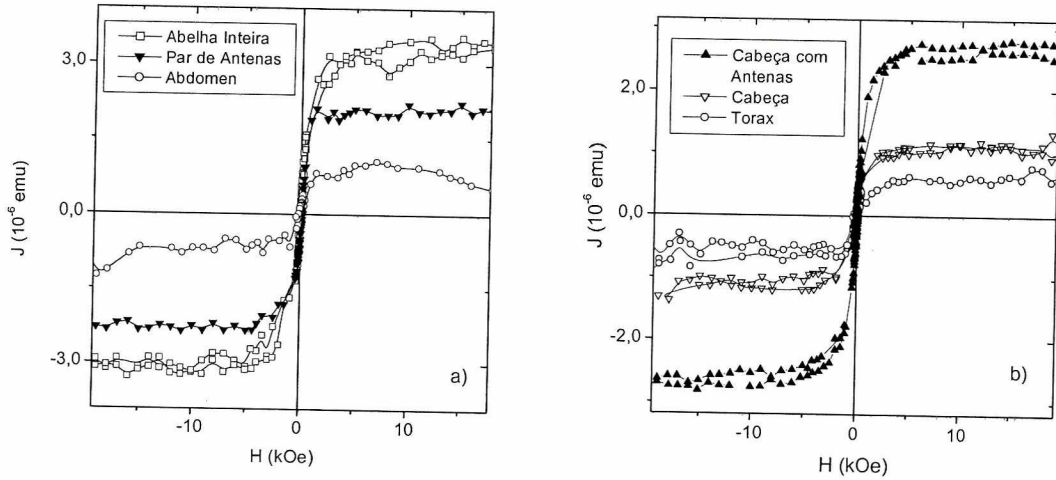 Abelha Inteira
Par de Antenas
Abdomen
3,0
0,0
-3,0
J (10⁻⁶ emu)
-10
0
10
H (kOe)
a)
Cabeça com
Antenas
Cabeça
Torax
2,0
0,0
-2,0
J (10⁻⁶ emu)
-10
0
10
H (kOe)
b)